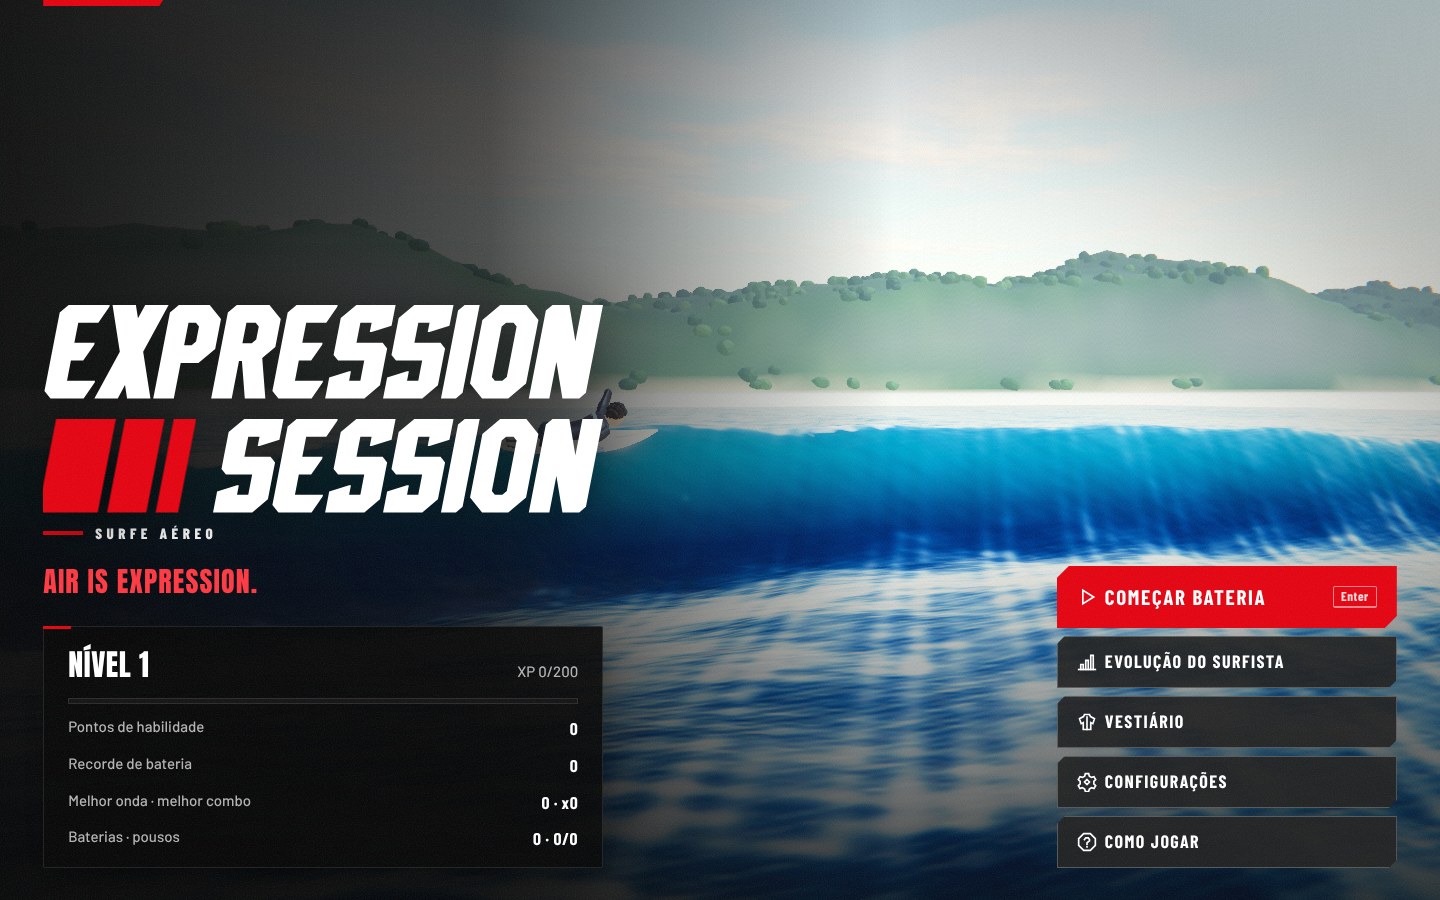 EXPRESSION
SESSION
SURFE AÉREO
AIR IS EXPRESSION.
NÍVEL 1
XP 0/200
Pontos de habilidade
0
Recorde de bateria
0
Melhor onda · melhor combo
0 · x0
Baterias · pousos
0 · 0/0
COMEÇAR BATERIA
Enter
EVOLUÇÃO DO SURFISTA
VESTIÁRIO
CONFIGURAÇÕES
COMO JOGAR